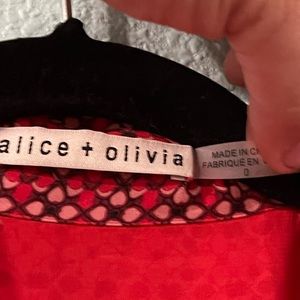 alice + olivia
MADE IN
FABRIQUE EN
0